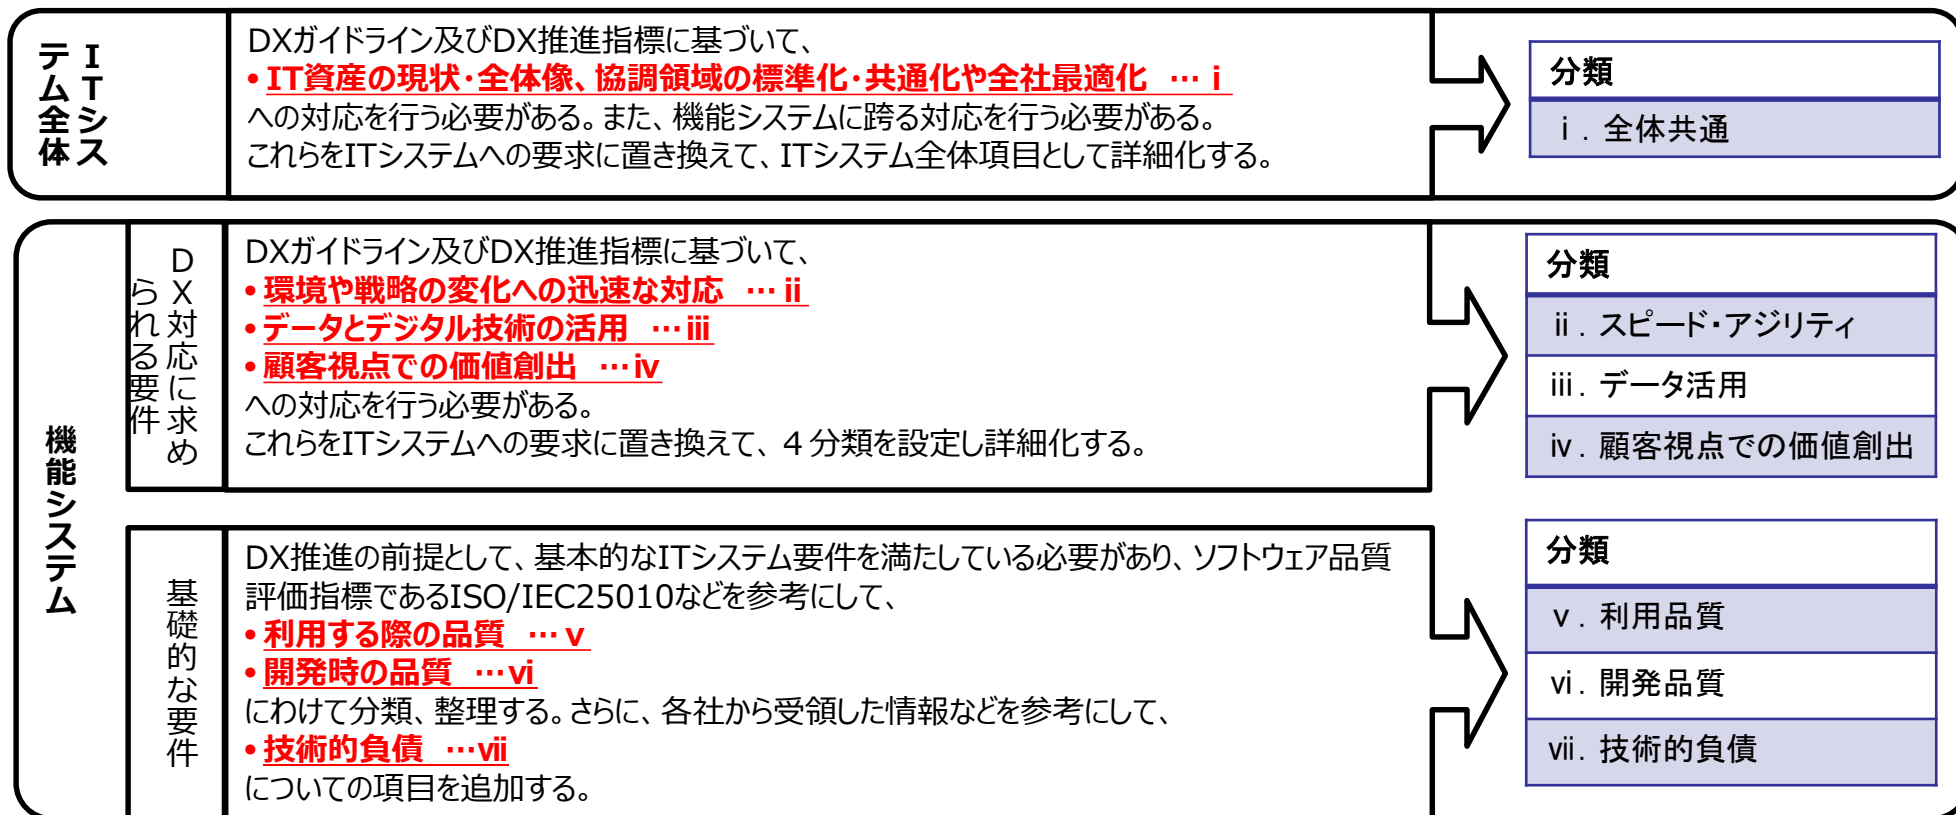 ITシステム全体
DXガイドライン及びDX推進指標に基づいて、
•IT資産の現状・全体像、協調領域の標準化・共通化や全社最適化 … i
への対応を行う必要がある。また、機能システムに跨る対応を行う必要がある。
これらをITシステムへの要求に置き換えて、ITシステム全体項目として詳細化する。
分類
ⅰ. 全体共通
機能システム
DX対応に求められる要件
DXガイドライン及びDX推進指標に基づいて、
•環境や戦略の変化への迅速な対応 … ii
•データとデジタル技術の活用 …iii
•顧客視点での価値創出 …iv
への対応を行う必要がある。
これらをITシステムへの要求に置き換えて、４分類を設定し詳細化する。
分類
ⅱ. スピード・アジリティ
ⅲ. データ活用
ⅳ. 顧客視点での価値創出
基礎的な要件
DX推進の前提として、基本的なITシステム要件を満たしている必要があり、ソフトウェア品質
評価指標であるISO/IEC25010などを参考にして、
•利用する際の品質 … v
•開発時の品質 …vi
にわけて分類、整理する。さらに、各社から受領した情報などを参考にして、
•技術的負債 …vii
についての項目を追加する。
分類
ⅴ. 利用品質
ⅵ. 開発品質
ⅶ. 技術的負債